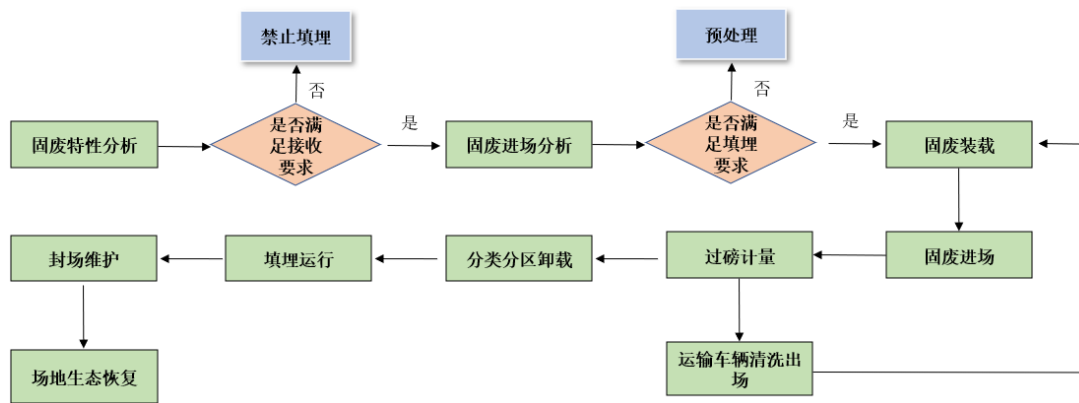 禁止填埋
预处理
否
否
固废特性分析
是否满
足接收
要求
是
固废进场分析
是否满
足填埋
要求
是
固废装载
封场维护
填埋运行
分类分区卸载
过磅计量
固废进场
场地生态恢复
运输车辆清洗出
场